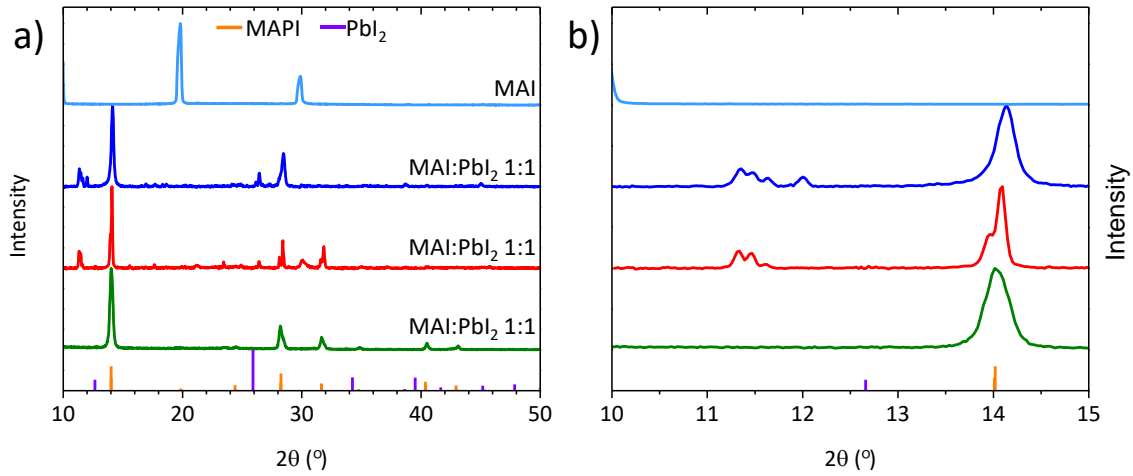 a)
MAPI
PbI₂
MAI
MAI:PbI₂ 1:1
MAI:PbI₂ 1:1
MAI:PbI₂ 1:1
Intensity
10 20 30 40 50
2θ (°)
b)
10 11 12 13 14 15
2θ (°)
Intensity